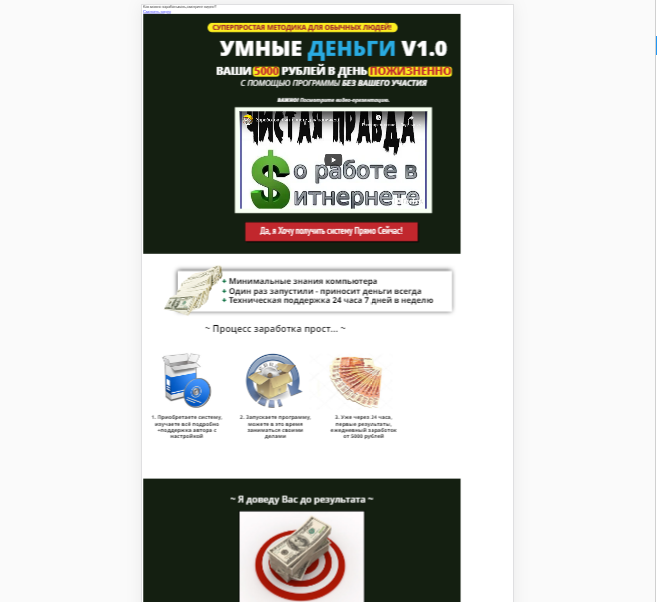 СУПЕРПРОСТАЯ МЕТОДИКА ДЛЯ ОБЫЧНЫХ ЛЮДЕЙ!
УМНЫЕ ДЕНЬГИ V1.0
ВАШИ 5000 РУБЛЕЙ В ДЕНЬ ПОЖИЗНЕННО
С ПОМОЩЬЮ ПРОГРАММЫ БЕЗ ВАШЕГО УЧАСТИЯ
ВАЖНО! Посмотрите видео-презентацию.
ЧИСТАЯ ПРАВДА
о работе в
итнернете
Да, я Хочу получить систему Прямо Сейчас!
+ Минимальные знания компьютера
+ Один раз запустили - приносит деньги всегда
+ Техническая поддержка 24 часа 7 дней в неделю
~ Процесс заработка прост... ~
1. Приобретаете систему,
изучаете всё подробно
+поддержка автора с
настройкой
2. Запускаете программу,
можете в это время
заниматься своими
делами
3. Уже через 24 часа,
первые результаты,
ежедневный заработок
от 5000 рублей
~ Я доведу Вас до результата ~